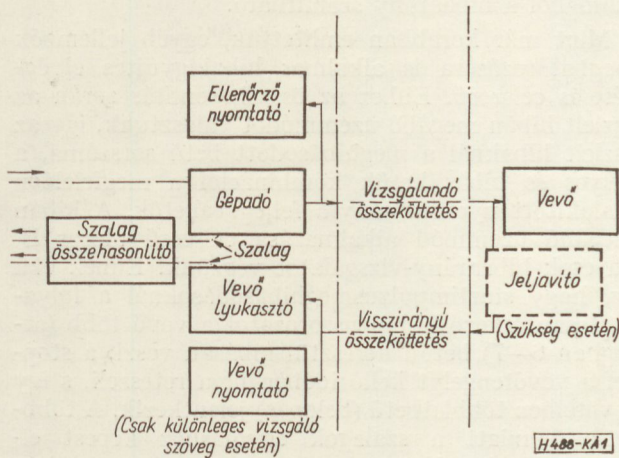 Ellenőrző
nyomtató
Gépadó
Vizsgálandó
összeköttetés
Vevő
Szalag
összehasonlító
Szalag
Jeljavító
Vevő
lyukasztó
Visszirányú
összeköttetés
(Szükség esetén)
Vevő
nyomtató
(Csak különleges vizsgáló
szöveg esetén)
H488-KÁ1